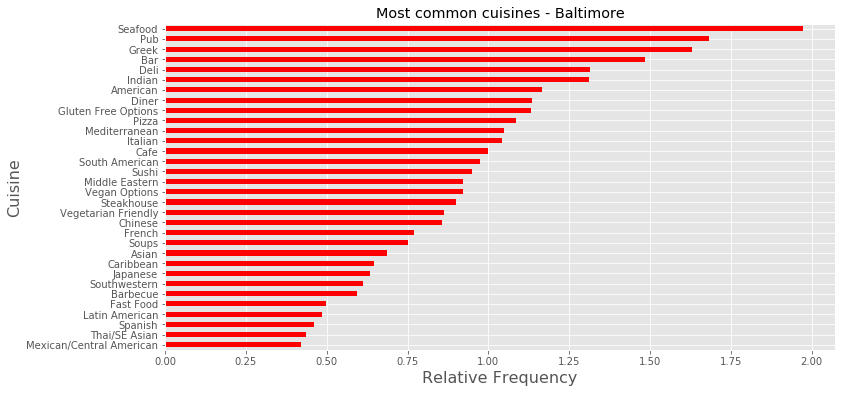 Most common cuisines - Baltimore
Seafood
Pub
Greek
Bar
Deli
Indian
American
Diner
Gluten Free Options
Pizza
Mediterranean
Italian
Cafe
South American
Sushi
Middle Eastern
Vegan Options
Steakhouse
Vegetarian Friendly
Chinese
French
Soups
Asian
Caribbean
Japanese
Southwestern
Barbecue
Fast Food
Latin American
Spanish
Thai/SE Asian
Mexican/Central American
Cuisine
0.00 0.25 0.50 0.75 1.00 1.25 1.50 1.75 2.00
Relative Frequency